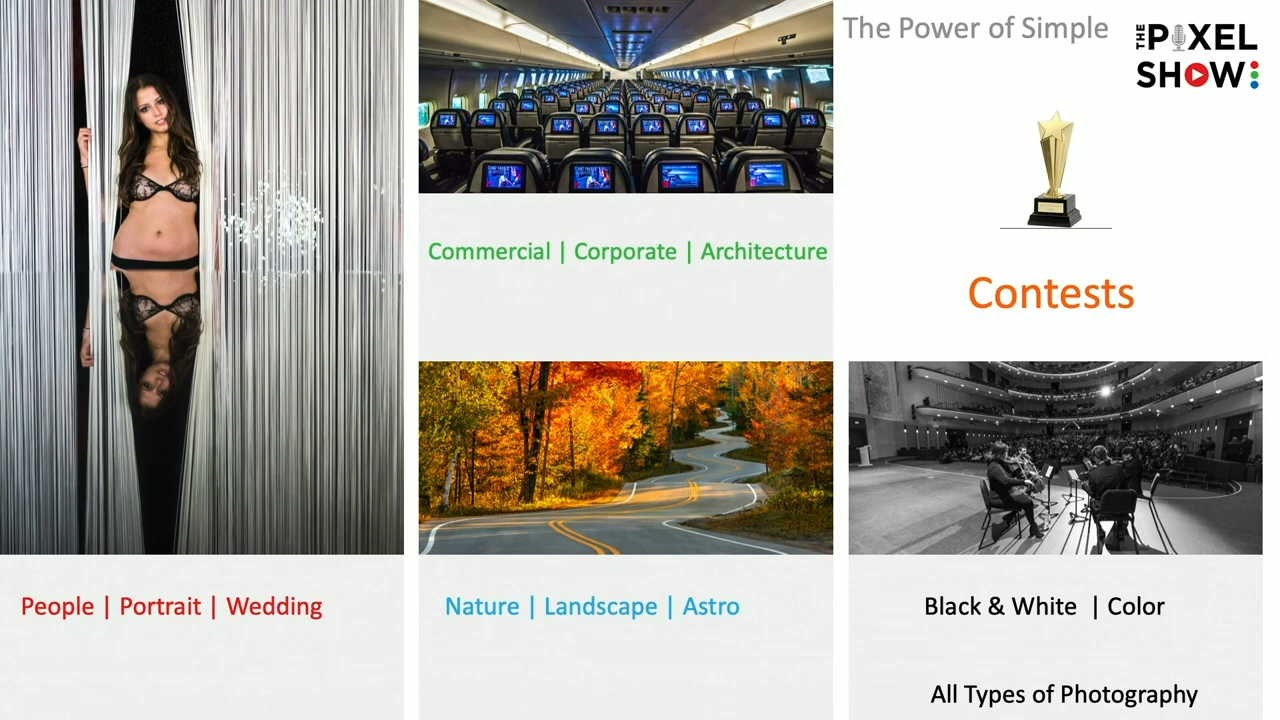 The Power of Simple
THE PIXEL
SHOW:
Commercial | Corporate | Architecture
Contests
People | Portrait | Wedding
Nature | Landscape | Astro
Black & White | Color
All Types of Photography